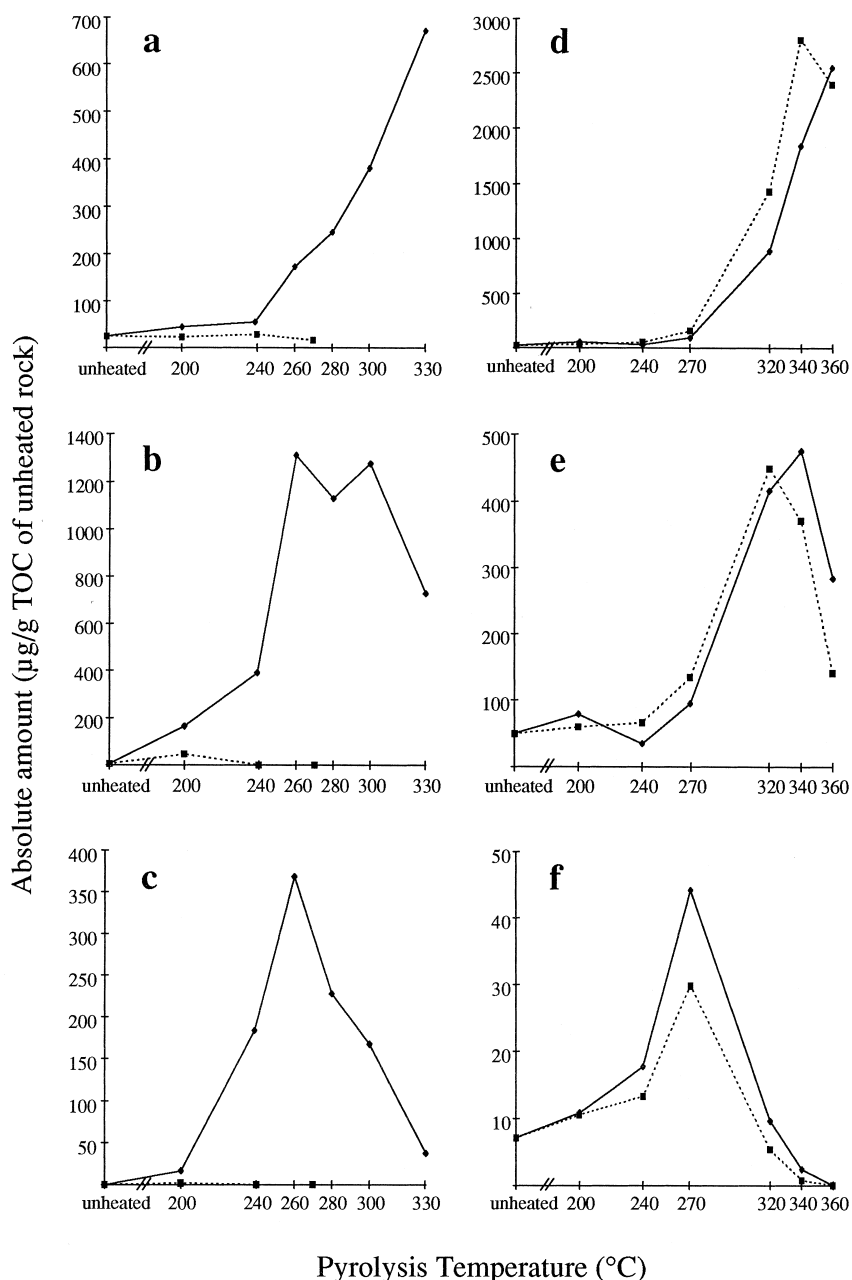 Absolute amount (µg/g TOC of unheated rock)
a
700
600
500
400
300
200
100
unheated 200 240 260 280 300 330
d
3000
2500
2000
1500
1000
500
unheated 200 240 270 320 340 360
b
1400
1200
1000
800
600
400
200
unheated 200 240 260 280 300 330
e
500
400
300
200
100
unheated 200 240 270 320 340 360
c
400
350
300
250
200
150
100
50
unheated 200 240 260 280 300 330
f
50
40
30
20
10
unheated 200 240 270 320 340 360
Pyrolysis Temperature (°C)